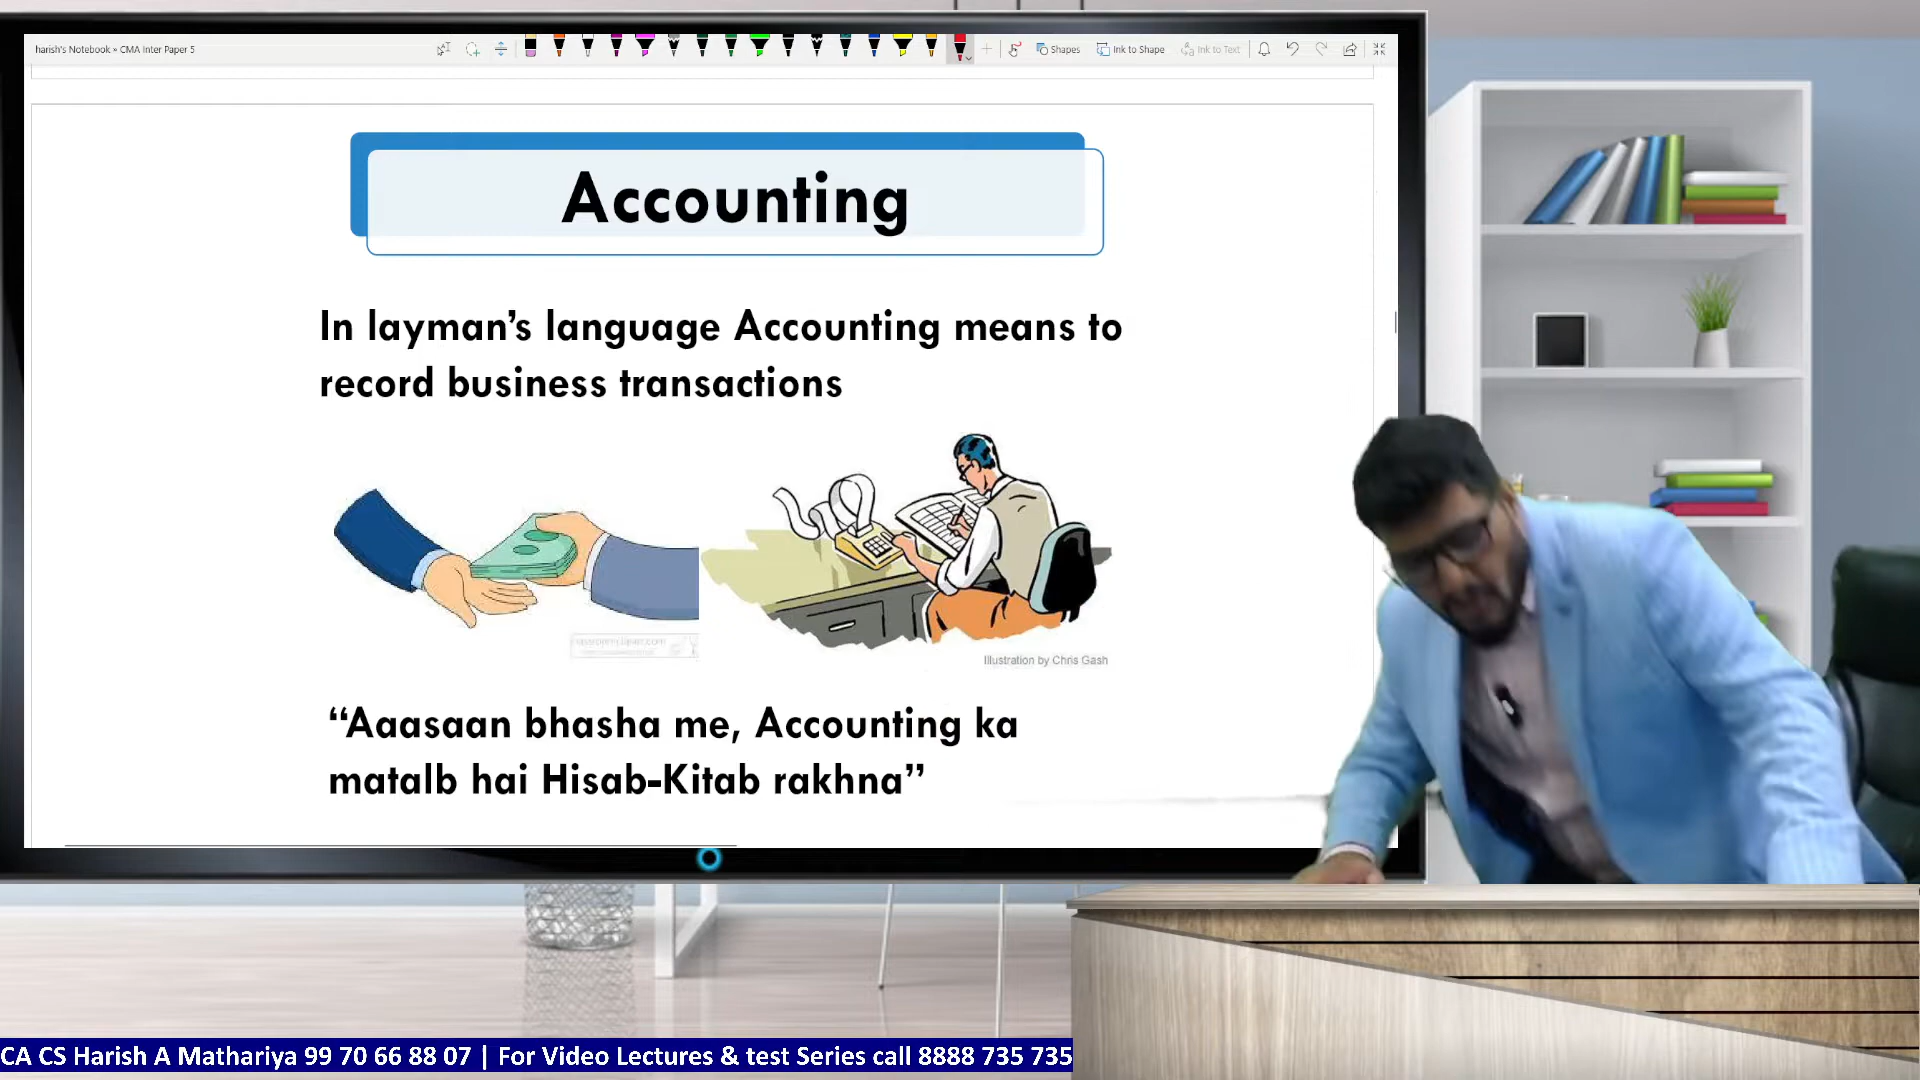 harish's Notebook » CMA Inter Paper 5
Shapes
Ink to Shape
Ink to Text
Accounting
In layman's language Accounting means to
record business transactions
Illustration by Chris Gash
“Aaasaan bhasha me, Accounting ka
matalb hai Hisab-Kitab rakhna”
CA CS Harish A Mathariya 99 70 66 88 07 | For Video Lectures & test Series call 8888 735 735